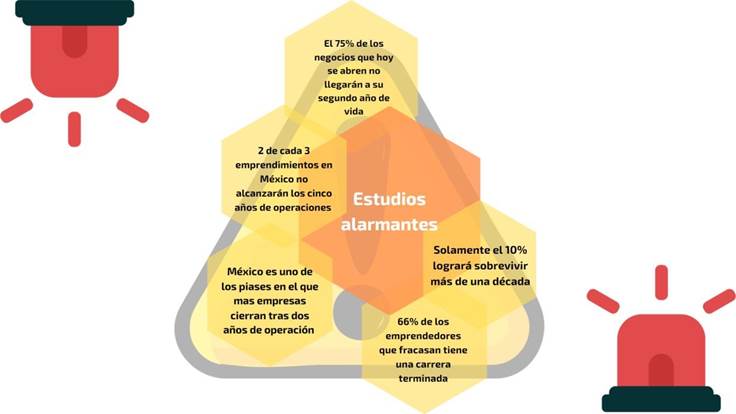 El 75% de los
negocios que hoy
se abren no
llegarán a su
segundo año de
vida
2 de cada 3
emprendimientos en
México no
alcanzarán los cinco
años de operaciones
Estudios
alarmantes
Solamente el 10%
logrará sobrevivir
más de una década
México es uno de
los piases en el que
mas empresas
cierran tras dos
años de operación
66% de los
emprendedores
que fracasan tiene
una carrera
terminada